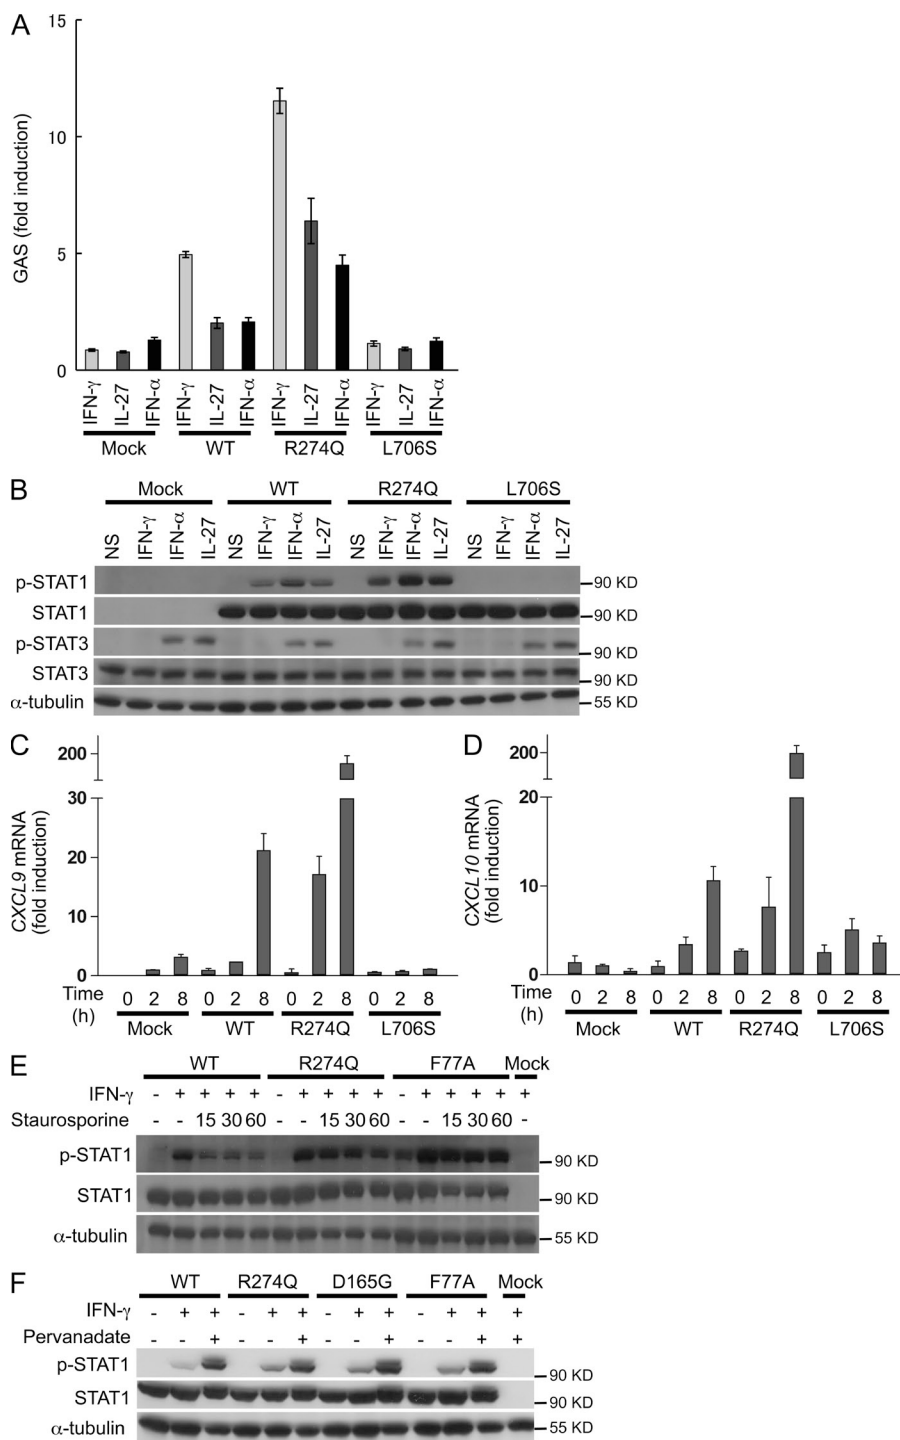 A
GAS (fold induction)
15
10
5
0
IFN-γ IL-27 IFN-α IFN-γ IL-27 IFN-α IFN-γ IL-27 IFN-α IFN-γ IL-27 IFN-α
Mock WT R274Q L706S
B
Mock WT R274Q L706S
NS IFN-γ IFN-α IL-27 NS IFN-γ IFN-α IL-27 NS IFN-γ IFN-α IL-27 NS IFN-γ IFN-α IL-27
p-STAT1 90 KD
STAT1 90 KD
p-STAT3 90 KD
STAT3 90 KD
α-tubulin 55 KD
C
CXCL9 mRNA
(fold induction)
200
30
20
10
0
Time
(h)
0 2 8 0 2 8 0 2 8 0 2 8
Mock WT R274Q L706S
D
CXCL10 mRNA
(fold induction)
200
20
10
0
Time
(h)
0 2 8 0 2 8 0 2 8 0 2 8
Mock WT R274Q L706S
E
WT R274Q F77A Mock
IFN-γ - + + + + - + + + + - + + + + +
Staurosporine - - 15 30 60 - - 15 30 60 - - 15 30 60 -
p-STAT1 90 KD
STAT1 90 KD
α-tubulin 55 KD
F
WT R274Q D165G F77A Mock
IFN-γ - + + - + + - + + - + + +
Pervanadate - - + - - + - - + - - + +
p-STAT1 90 KD
STAT1 90 KD
α-tubulin 55 KD